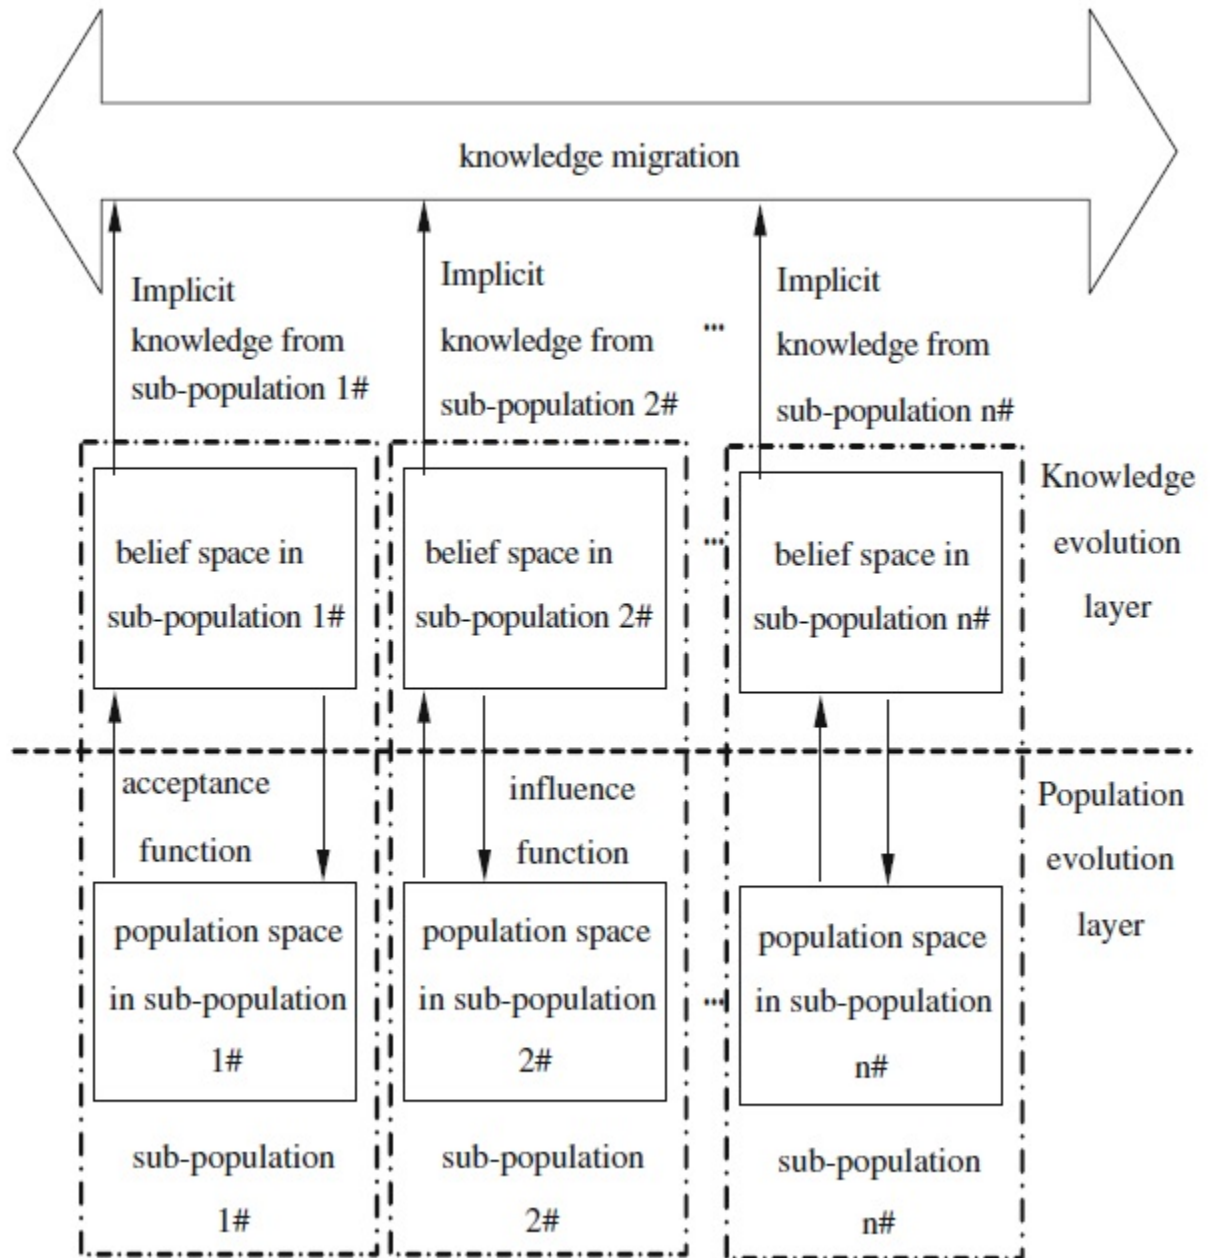 knowledge migration
Implicit
knowledge from
sub-population 1#
Implicit
knowledge from
sub-population 2#
...
Implicit
knowledge from
sub-population n#
belief space in
sub-population 1#
belief space in
sub-population 2#
...
belief space in
sub-population n#
Knowledge
evolution
layer
acceptance
function
influence
function
Population
evolution
layer
population space
in sub-population
1#
population space
in sub-population
2#
...
population space
in sub-population
n#
sub-population
1#
sub-population
2#
sub-population
n#